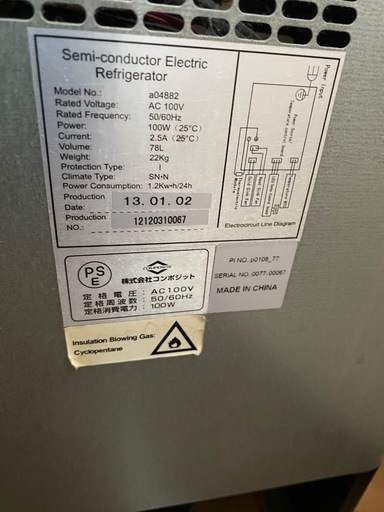 Semi-conductor Electric
Refrigerator
Model No.: a04882
Rated Voltage: AC 100V
Rated Frequency: 50/60Hz
Power: 100W (25°C)
Current: 2.5A (25°C)
Volume: 78L
Weight: 22Kg
Protection Type: I
Climate Type: SN·N
Power Consumption: 1.2Kw·h/24h
Production
Date: 13.01.02
Production
NO.: 12120310067
Power Input
Electrocircuit Line Diagram
PS
E
株式会社コンポジット
定格電圧:AC100V
定格周波数:50/60Hz
定格消費電力:100W
PI NO. p0108_77
SERIAL NO.:0077-00067
MADE IN CHINA
Insulation Blowing Gas:
Cyclopentane